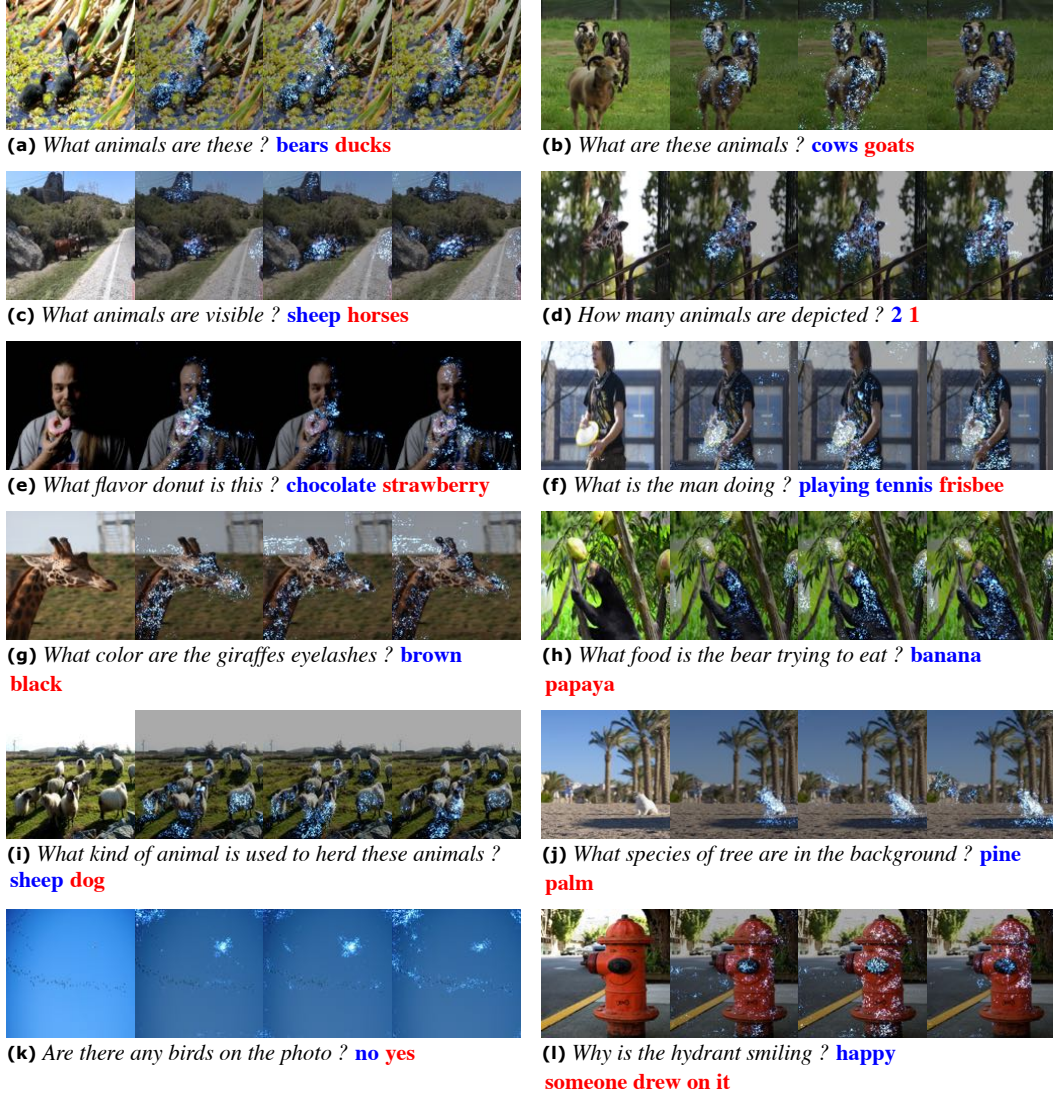 (a) What animals are these ? bears ducks
(b) What are these animals ? cows goats
(c) What animals are visible ? sheep horses
(d) How many animals are depicted ? 2 1
(e) What flavor donut is this ? chocolate strawberry
(f) What is the man doing ? playing tennis frisbee
(g) What color are the giraffes eyelashes ? brown
black
(h) What food is the bear trying to eat ? banana
papaya
(i) What kind of animal is used to herd these animals ?
sheep dog
(j) What species of tree are in the background ? pine
palm
(k) Are there any birds on the photo ? no yes
(l) Why is the hydrant smiling ? happy
someone drew on it